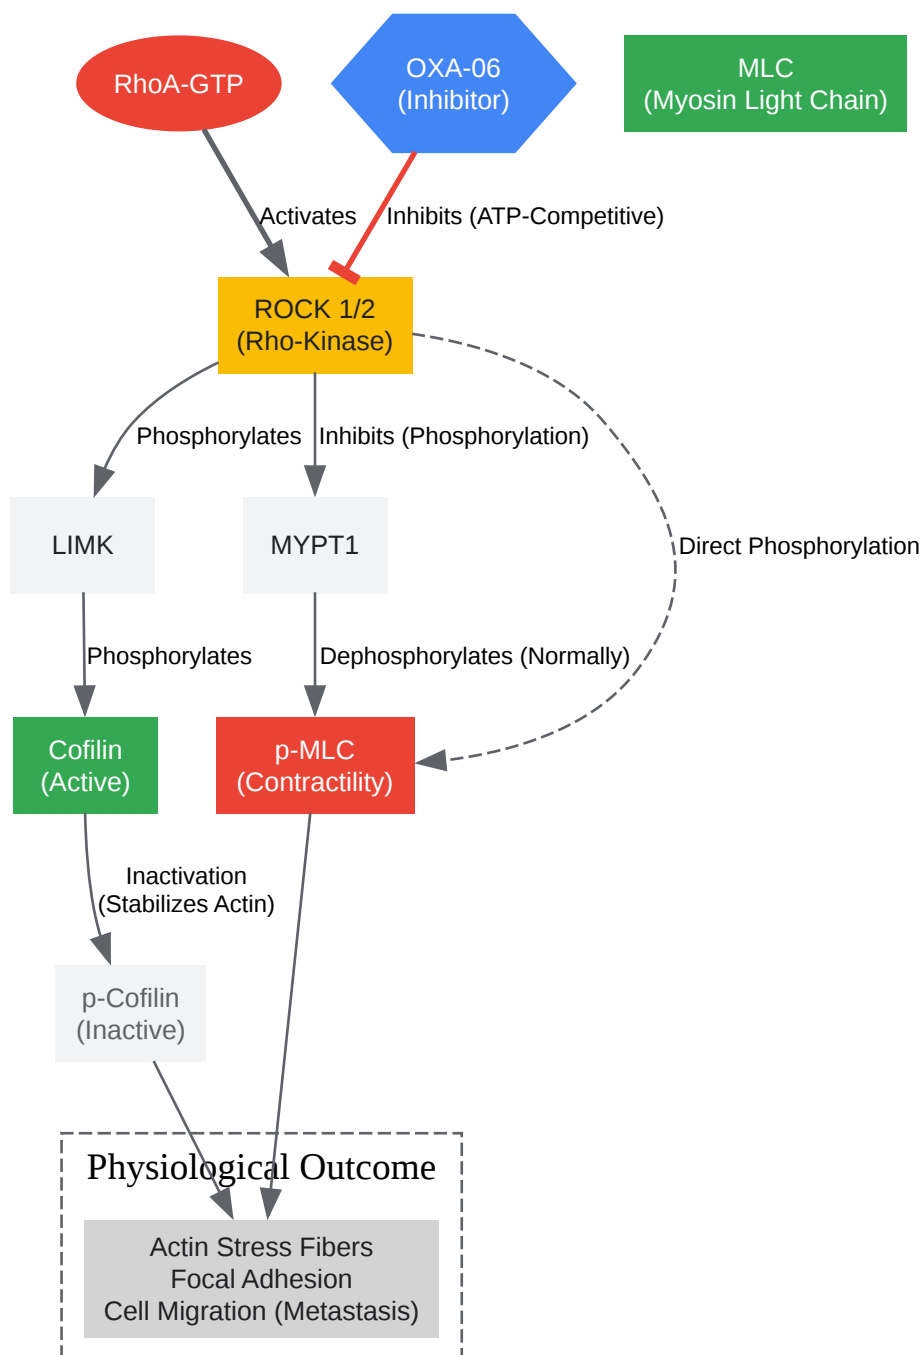 RhoA-GTP
OXA-06
(Inhibitor)
MLC
(Myosin Light Chain)
Activates
Inhibits (ATP-Competitive)
ROCK 1/2
(Rho-Kinase)
Phosphorylates
Inhibits (Phosphorylation)
LIMK
MYPT1
Direct Phosphorylation
Phosphorylates
Dephosphorylates (Normally)
Cofilin
(Active)
p-MLC
(Contractility)
Inactivation
(Stabilizes Actin)
p-Cofilin
(Inactive)
Physiological Outcome
Actin Stress Fibers
Focal Adhesion
Cell Migration (Metastasis)